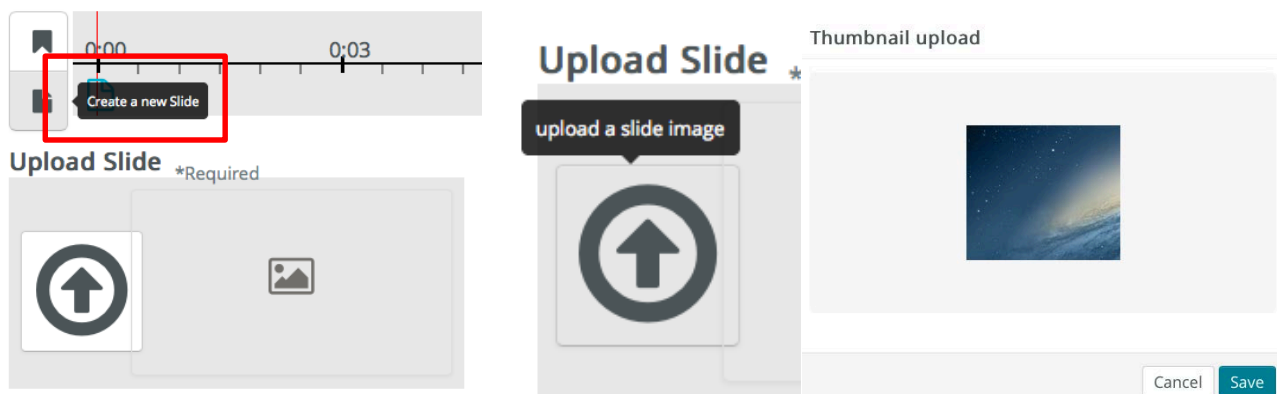 0:00 0:03
Create a new Slide
Upload Slide *Required
Upload Slide *
upload a slide image
Thumbnail upload
Cancel Save